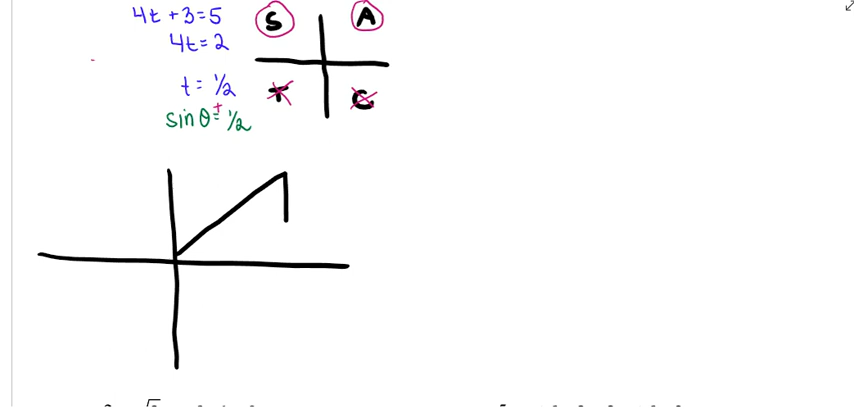 4t + 3 = 5
4t = 2
t = 1/2
sin θ = + 1/2
S A
T C